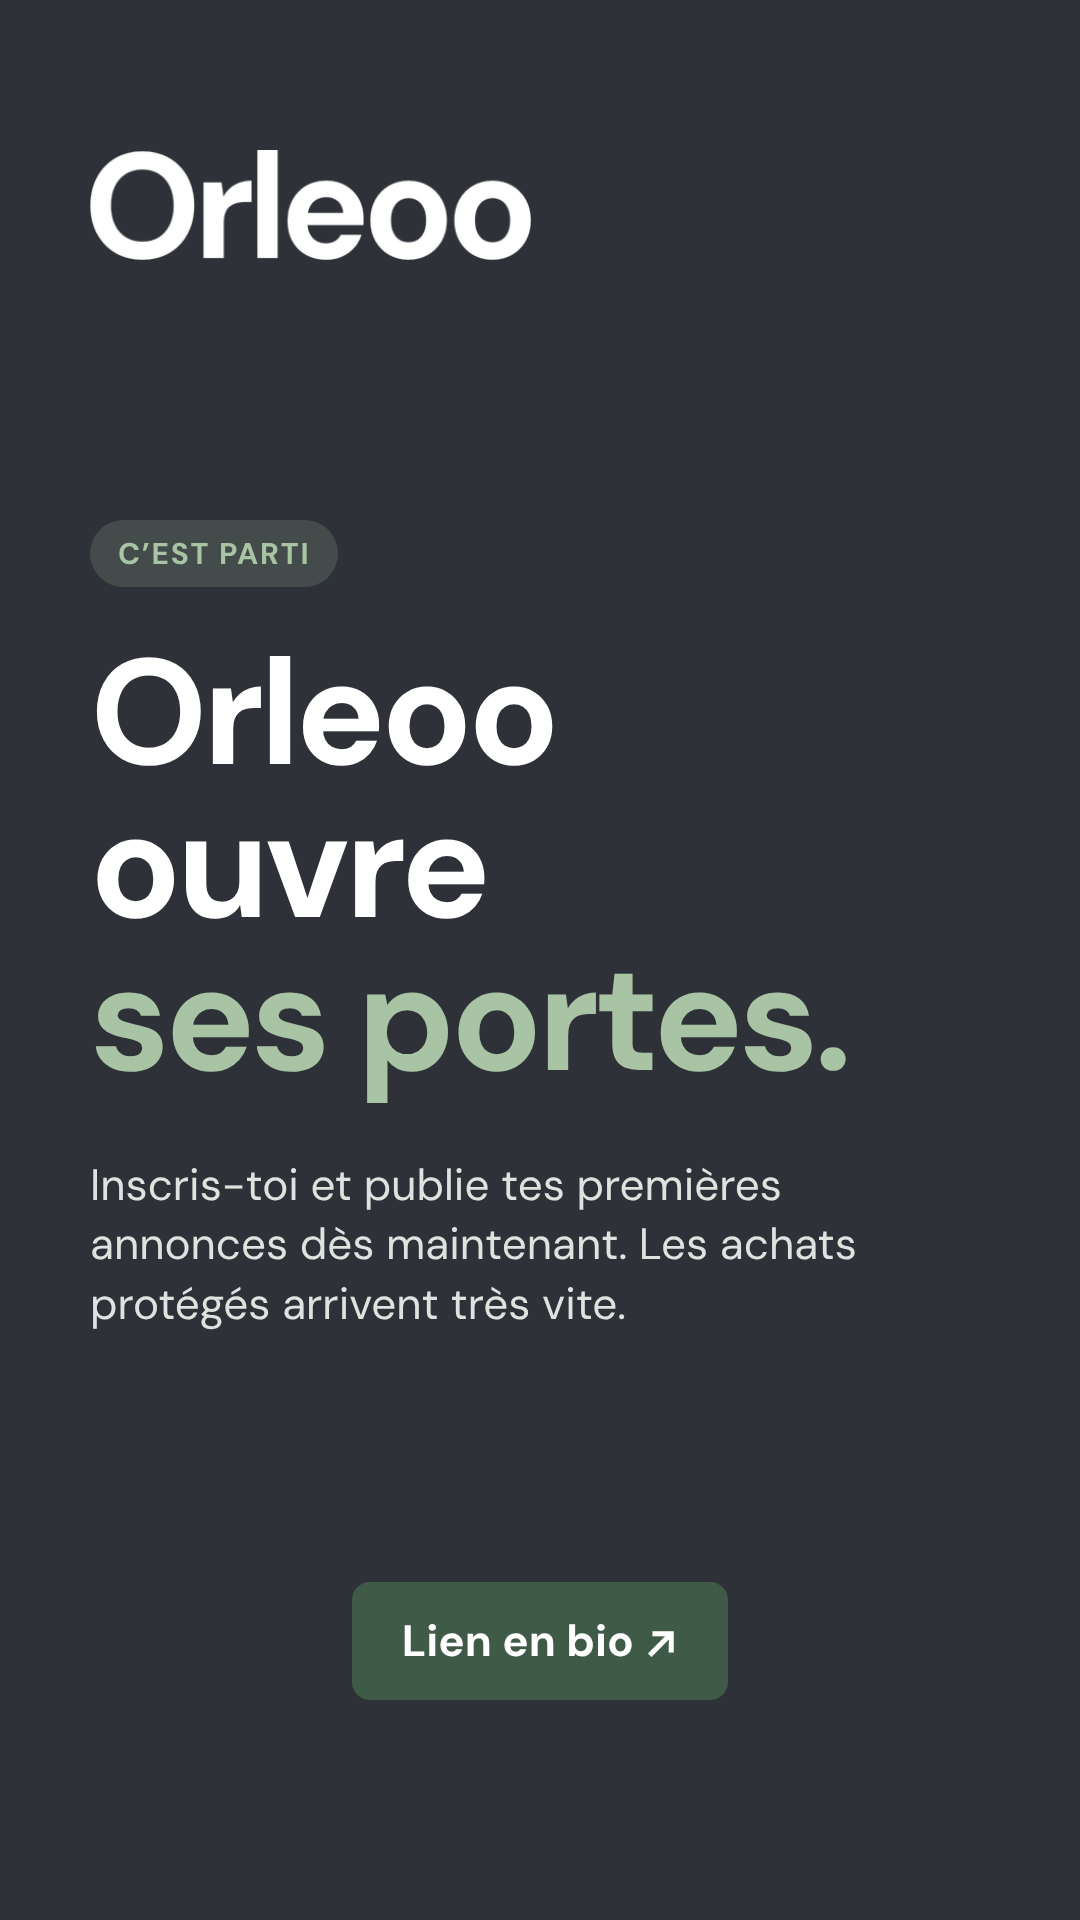 Orleoo
C’EST PARTI
Orleoo
ouvre
ses portes.
Inscris-toi et publie tes premières
annonces dès maintenant. Les achats
protégés arrivent très vite.
Lien en bio ↗